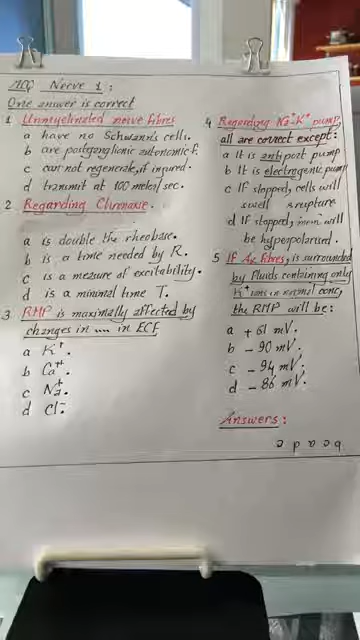 MCQ Nerve 1:
One answer is correct
1 Unmyelinated nerve fibres
a have no Schwann's cells.
b are postganglionic autonomic f.
c can not regenerate, if injured.
d transmit at 100 meter/sec.
2 Regarding Chronaxie.
a is double the rheobase.
b is a time needed by R.
c is a measure of excitability.
d is a minimal time T.
3 RMP is maximally affected by
changes in .... in ECF
a K+.
b Ca++.
c Na+.
d Cl-.
4 Regarding Na+-K+ pump,
all are correct except:
a It is antiport pump
b It is electrogenic pump
c If stopped, cells will
swell & rupture
d If stopped, mem will
be hyperpolarised.
5 If Ax fibres, is surrounded
by fluids containing only
K+ ions in normal conc,
the RMP will be:
a + 61 mV.
b - 90 mV.
c - 94 mV.
d - 86 mV.
Answers:
b c a d c